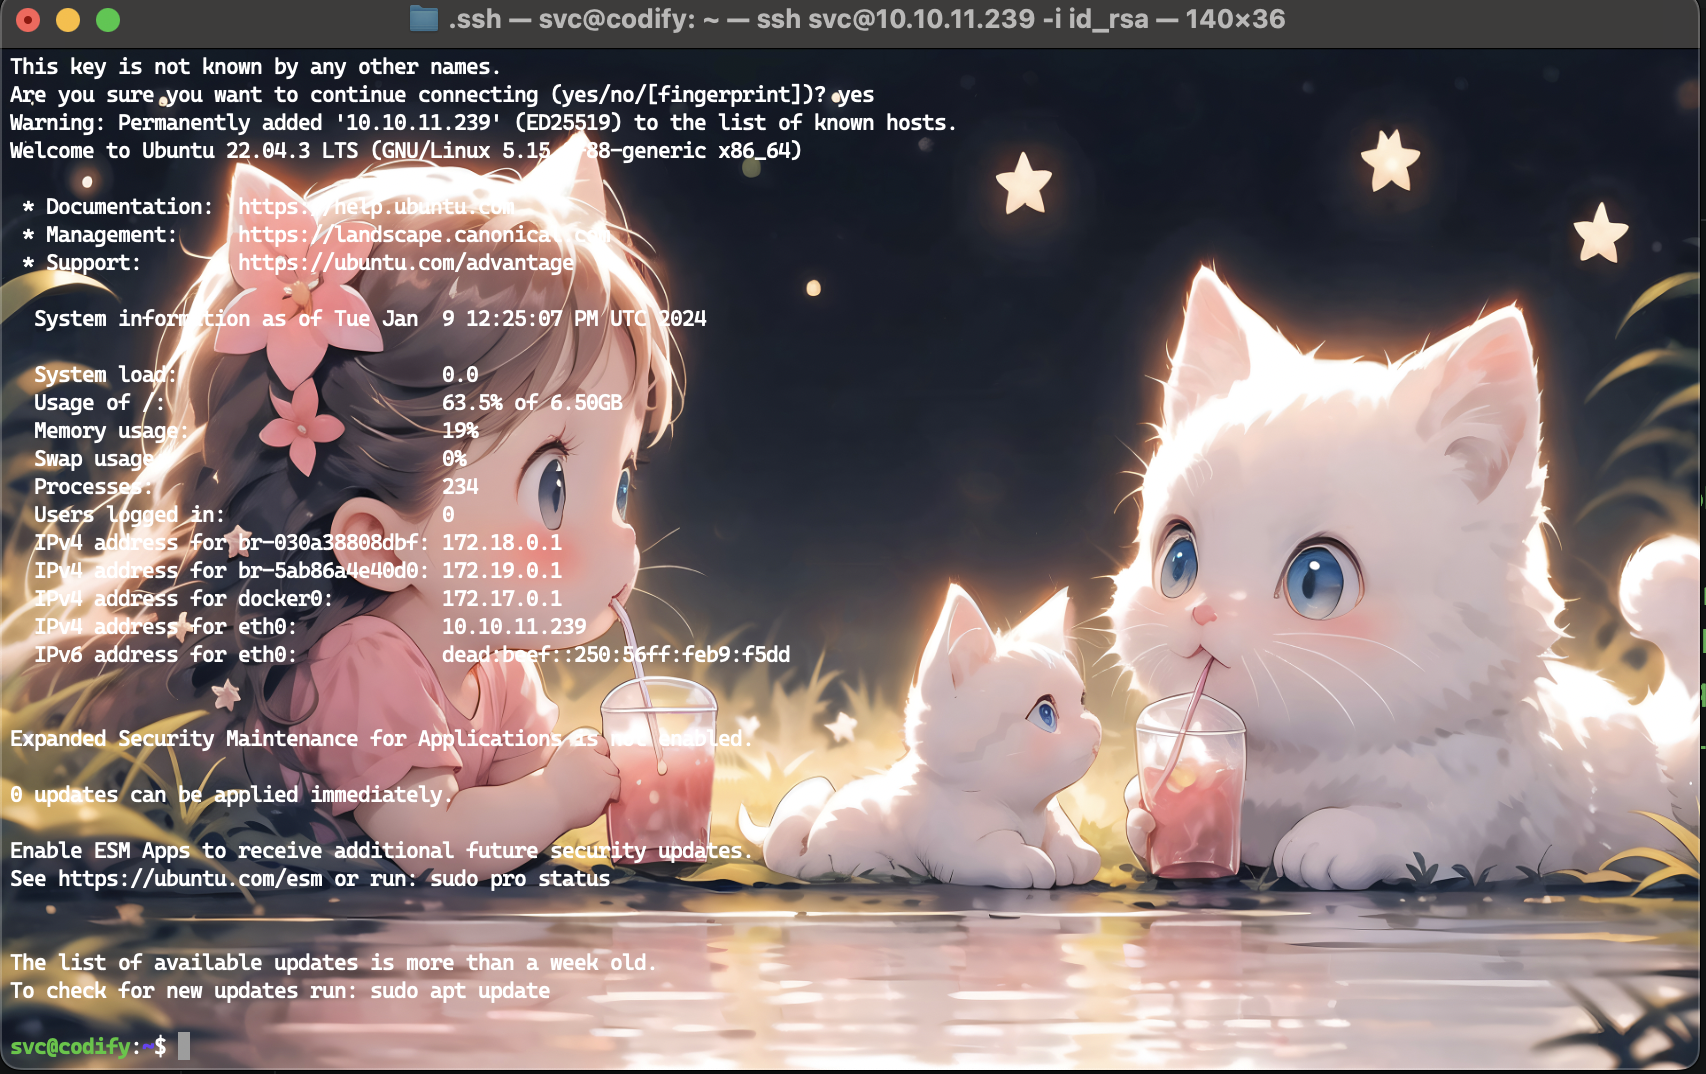 .ssh — svc@codify: ~ — ssh svc@10.10.11.239 -i id_rsa — 140×36
This key is not known by any other names.
Are you sure you want to continue connecting (yes/no/[fingerprint])? yes
Warning: Permanently added '10.10.11.239' (ED25519) to the list of known hosts.
Welcome to Ubuntu 22.04.3 LTS (GNU/Linux 5.15.0-88-generic x86_64)
* Documentation: https://help.ubuntu.com
* Management: https://landscape.canonical.com
* Support: https://ubuntu.com/advantage
System information as of Tue Jan 9 12:25:07 PM UTC 2024
System load: 0.0
Usage of /: 63.5% of 6.50GB
Memory usage: 19%
Swap usage: 0%
Processes: 234
Users logged in: 0
IPv4 address for br-030a38808dbf: 172.18.0.1
IPv4 address for br-5ab86a4e40d0: 172.19.0.1
IPv4 address for docker0: 172.17.0.1
IPv4 address for eth0: 10.10.11.239
IPv6 address for eth0: dead:beef::250:56ff:feb9:f5dd
Expanded Security Maintenance for Applications is not enabled.
0 updates can be applied immediately.
Enable ESM Apps to receive additional future security updates.
See https://ubuntu.com/esm or run: sudo pro status
The list of available updates is more than a week old.
To check for new updates run: sudo apt update
svc@codify:~$